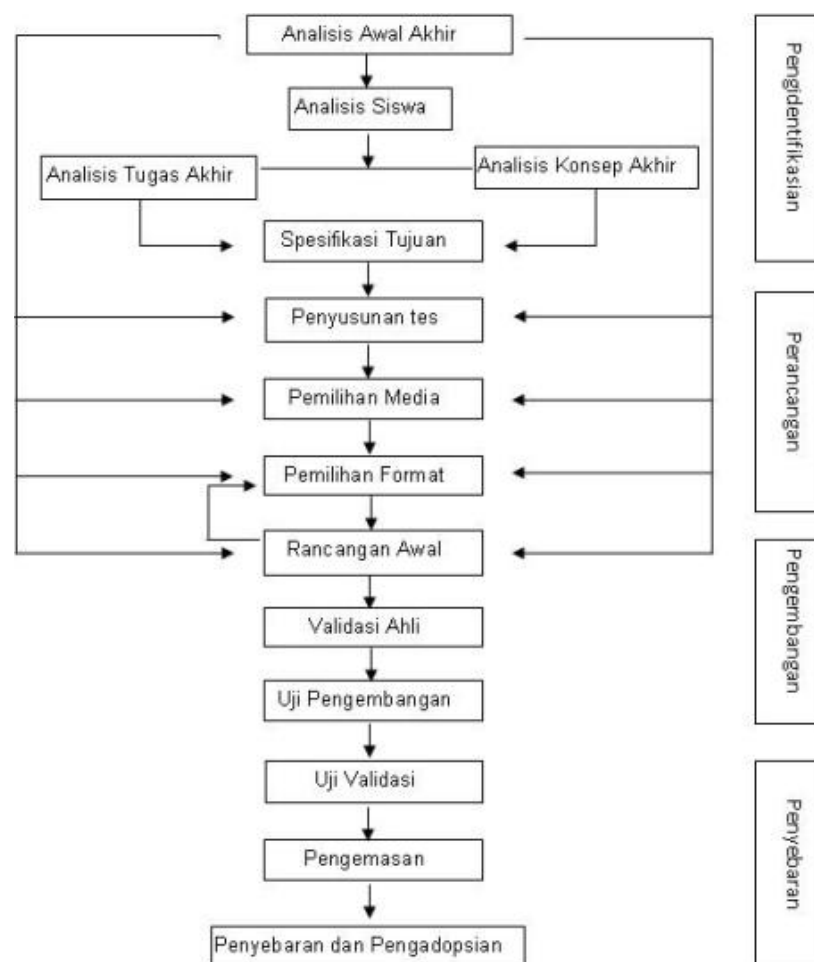 Analisis Awal Akhir
Analisis Siswa
Analisis Tugas Akhir
Analisis Konsep Akhir
Spesifikasi Tujuan
Penyusunan tes
Pemilihan Media
Pemilihan Format
Rancangan Awal
Validasi Ahli
Uji Pengembangan
Uji Validasi
Pengemasan
Penyebaran dan Pengadopsian
Pengidentifikasian
Perancangan
Pengembangan
Penyebaran